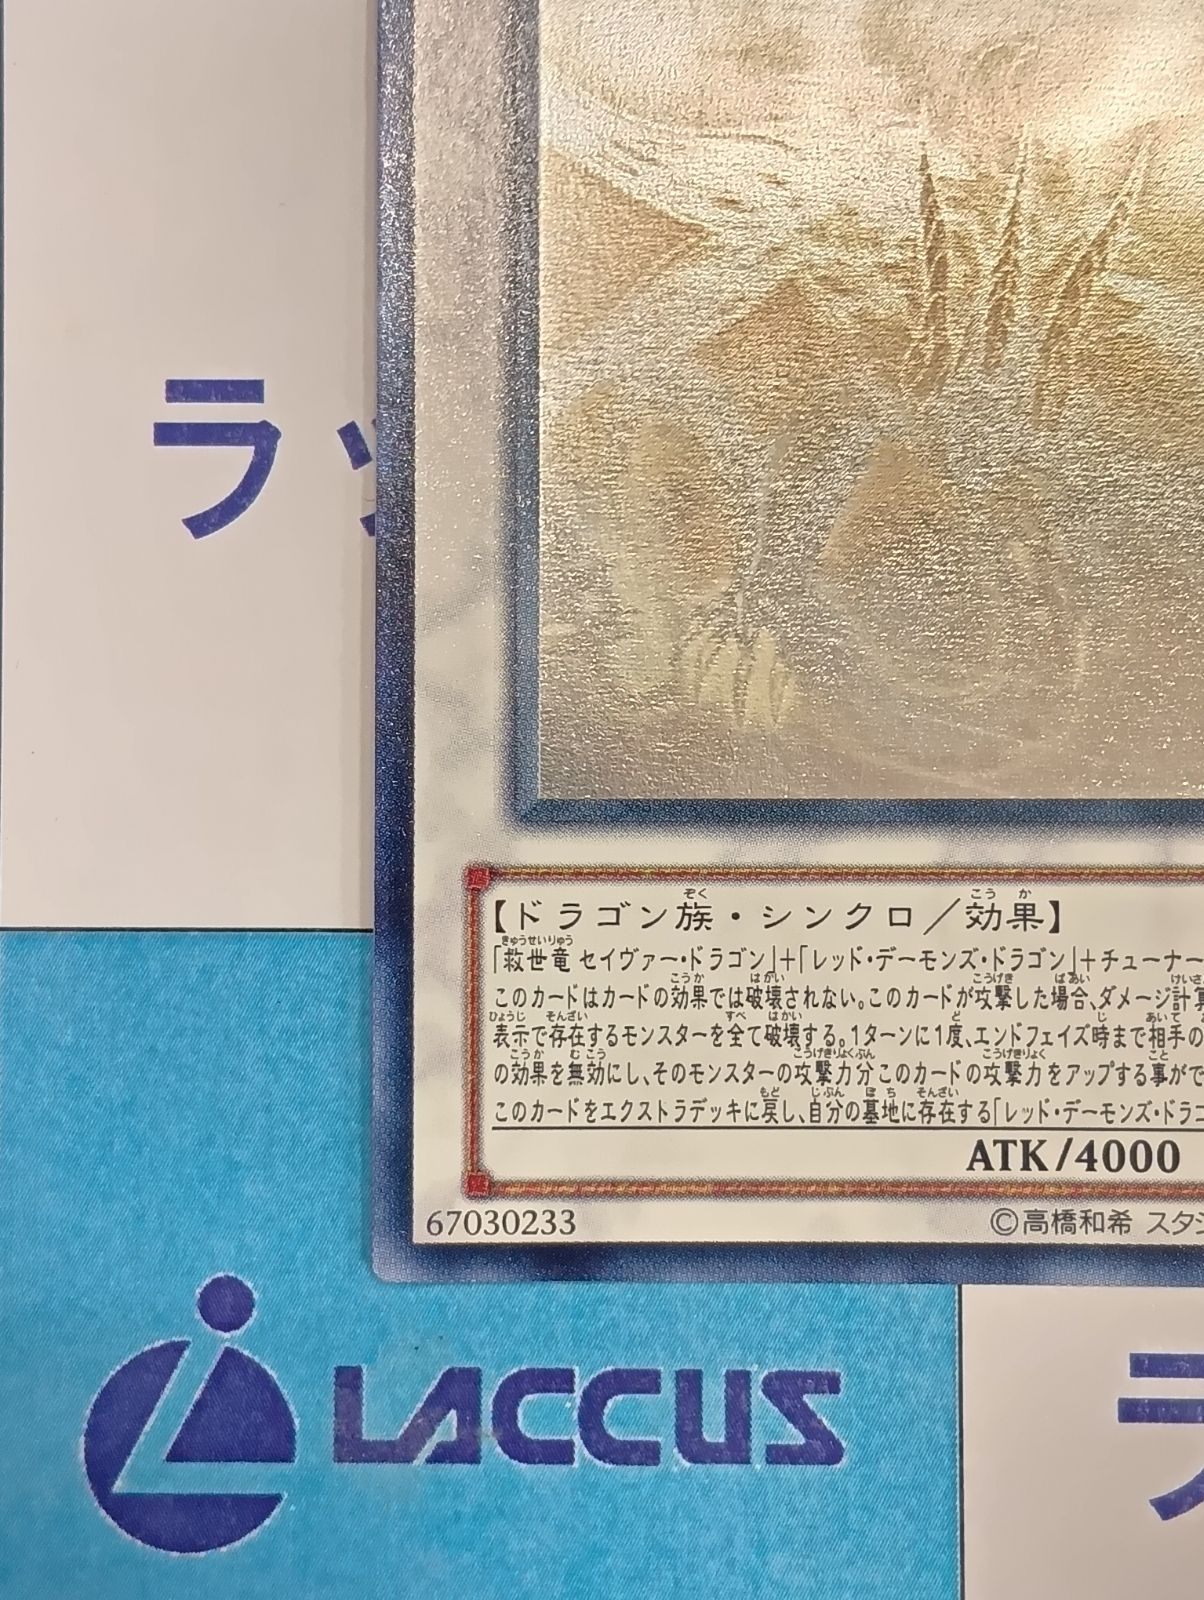 ラッ
【ドラゴン族・シンクロ／効果】
「救世竜 セイヴァー・ドラゴン」+「レッド・デーモンズ・ドラゴン」+チューナー
このカードはカードの効果では破壊されない。このカードが攻撃した場合、ダメージ計算
表示で存在するモンスターを全て破壊する。1ターンに1度、エンドフェイズ時まで相手の
の効果を無効にし、そのモンスターの攻撃力分このカードの攻撃力をアップする事がで
このカードをエクストラデッキに戻し、自分の墓地に存在する「レッド・デーモンズ・ドラゴ
ATK/4000
67030233 ©高橋和希 スタジ
LACCUS
ラ